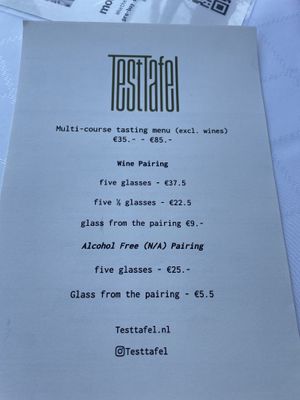 TestTafel
Multi-course tasting menu (excl. wines)
€35.- - €85.-
Wine Pairing
five glasses - €37.5
five ½ glasses - €22.5
glass from the pairing €9.-
Alcohol Free (N/A) Pairing
five glasses - €25.-
Glass from the pairing - €5.5
Testtafel.nl
Testtafel